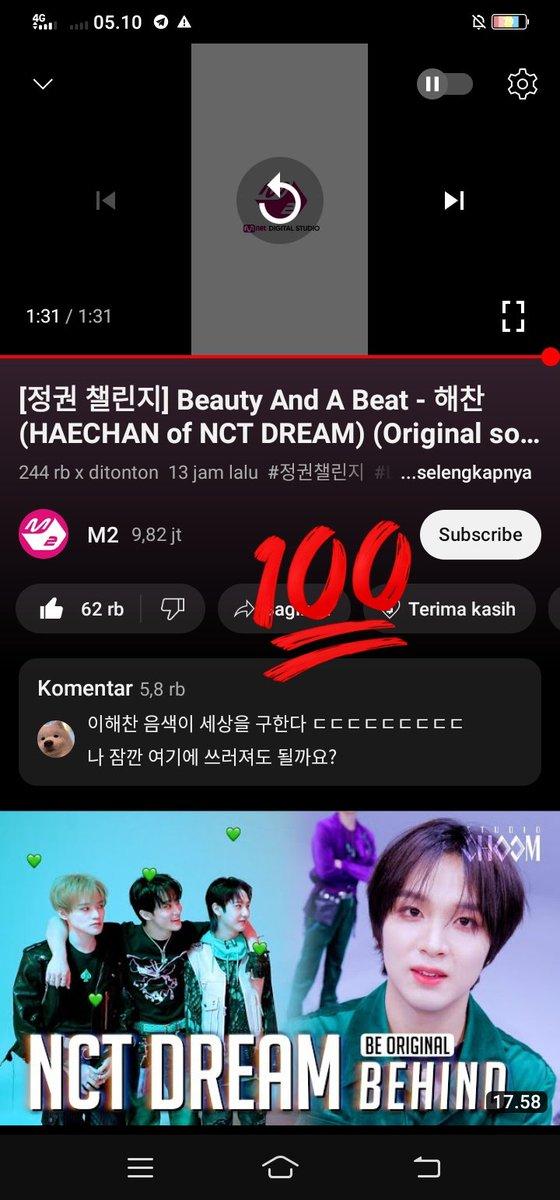 4G
05.10
1:31 / 1:31
M2
Mnet DIGITAL STUDIO
[정권 챌린지] Beauty And A Beat - 해찬
(HAECHAN of NCT DREAM) (Original so...
244 rb x ditonton 13 jam lalu #정권챌린지 ...selengkapnya
M2 9,82 jt
Subscribe
62 rb
Terima kasih
100
Komentar 5,8 rb
이해찬 음색이 세상을 구한다 ㄷㄷㄷㄷㄷㄷㄷㄷㄷ
나 잠깐 여기에 쓰러져도 될까요?
STUDIO
CHOOM
NCT DREAM
BE ORIGINAL
BEHIND
17.58